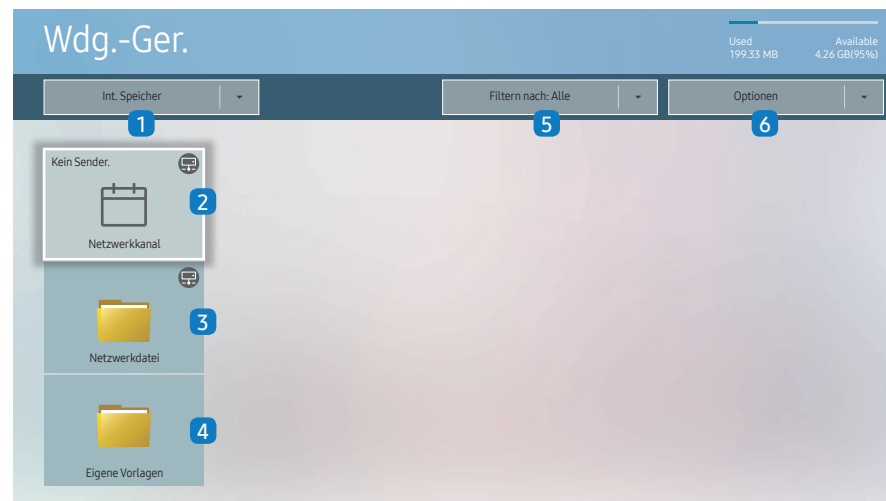 Wdg.-Ger.
Used Available
199.33 MB 4.26 GB(95%)
Int. Speicher Filtern nach: Alle Optionen
1 5 6
Kein Sender.
2
Netzwerkkanal
3
Netzwerkdatei
4
Eigene Vorlagen